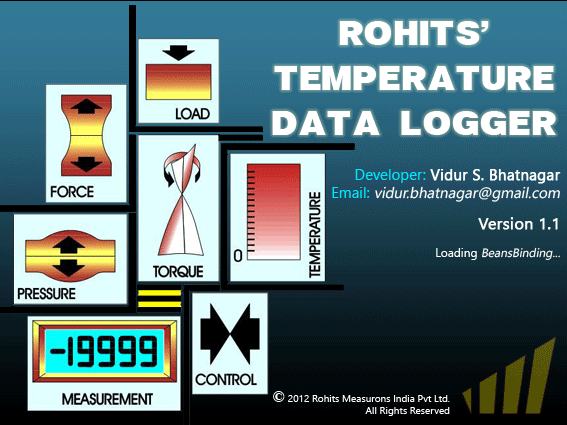 ROHITS'
TEMPERATURE
DATA LOGGER
Developer: Vidur S. Bhatnagar
Email: vidur.bhatnagar@gmail.com
Version 1.1
Loading BeansBinding...
LOAD
FORCE
TORQUE
0
TEMPERATURE
PRESSURE
-19999
MEASUREMENT
CONTROL
© 2012 Rohits Measurons India Pvt Ltd.
All Rights Reserved